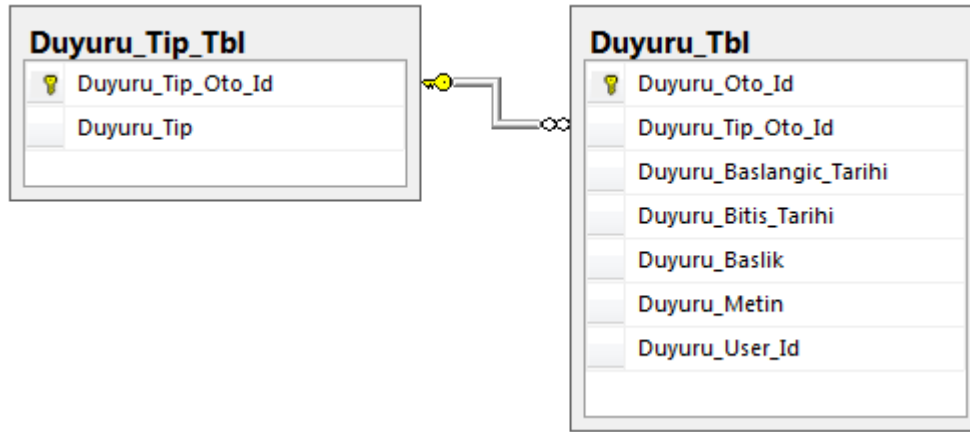 Duyuru_Tip_Tbl
Duyuru_Tip_Oto_Id
Duyuru_Tip
Duyuru_Tbl
Duyuru_Oto_Id
Duyuru_Tip_Oto_Id
Duyuru_Baslangic_Tarihi
Duyuru_Bitis_Tarihi
Duyuru_Baslik
Duyuru_Metin
Duyuru_User_Id